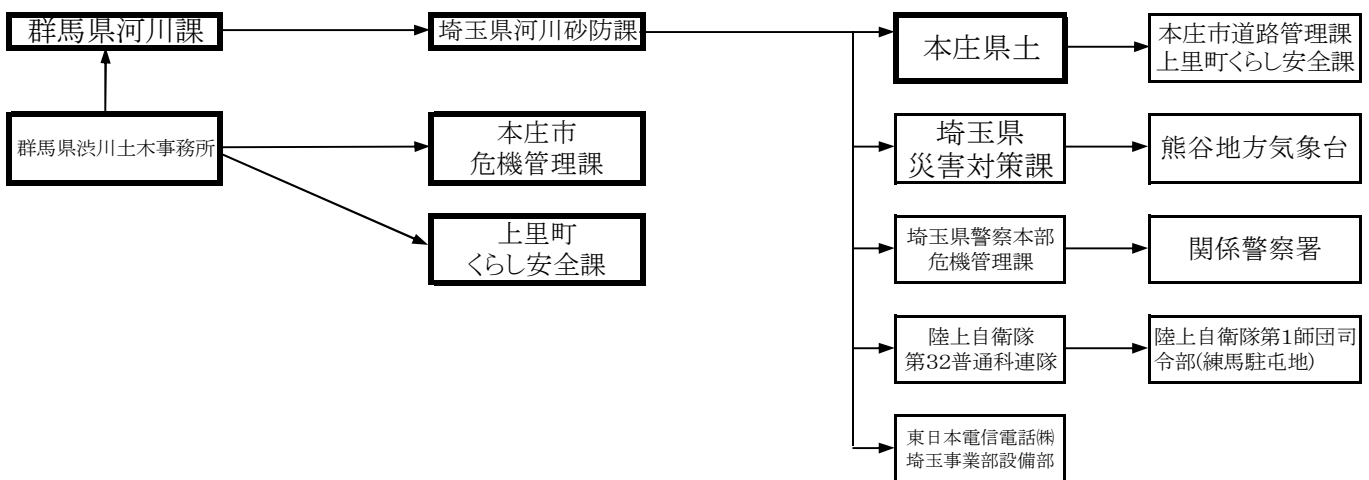 群馬県河川課
埼玉県河川砂防課
本庄県土
本庄市道路管理課
上里町くらし安全課
群馬県渋川土木事務所
本庄市
危機管理課
埼玉県
災害対策課
熊谷地方気象台
上里町
くらし安全課
埼玉県警察本部
危機管理課
関係警察署
陸上自衛隊
第32普通科連隊
陸上自衛隊第1師団司
令部(練馬駐屯地)
東日本電信電話㈱
埼玉事業部設備部